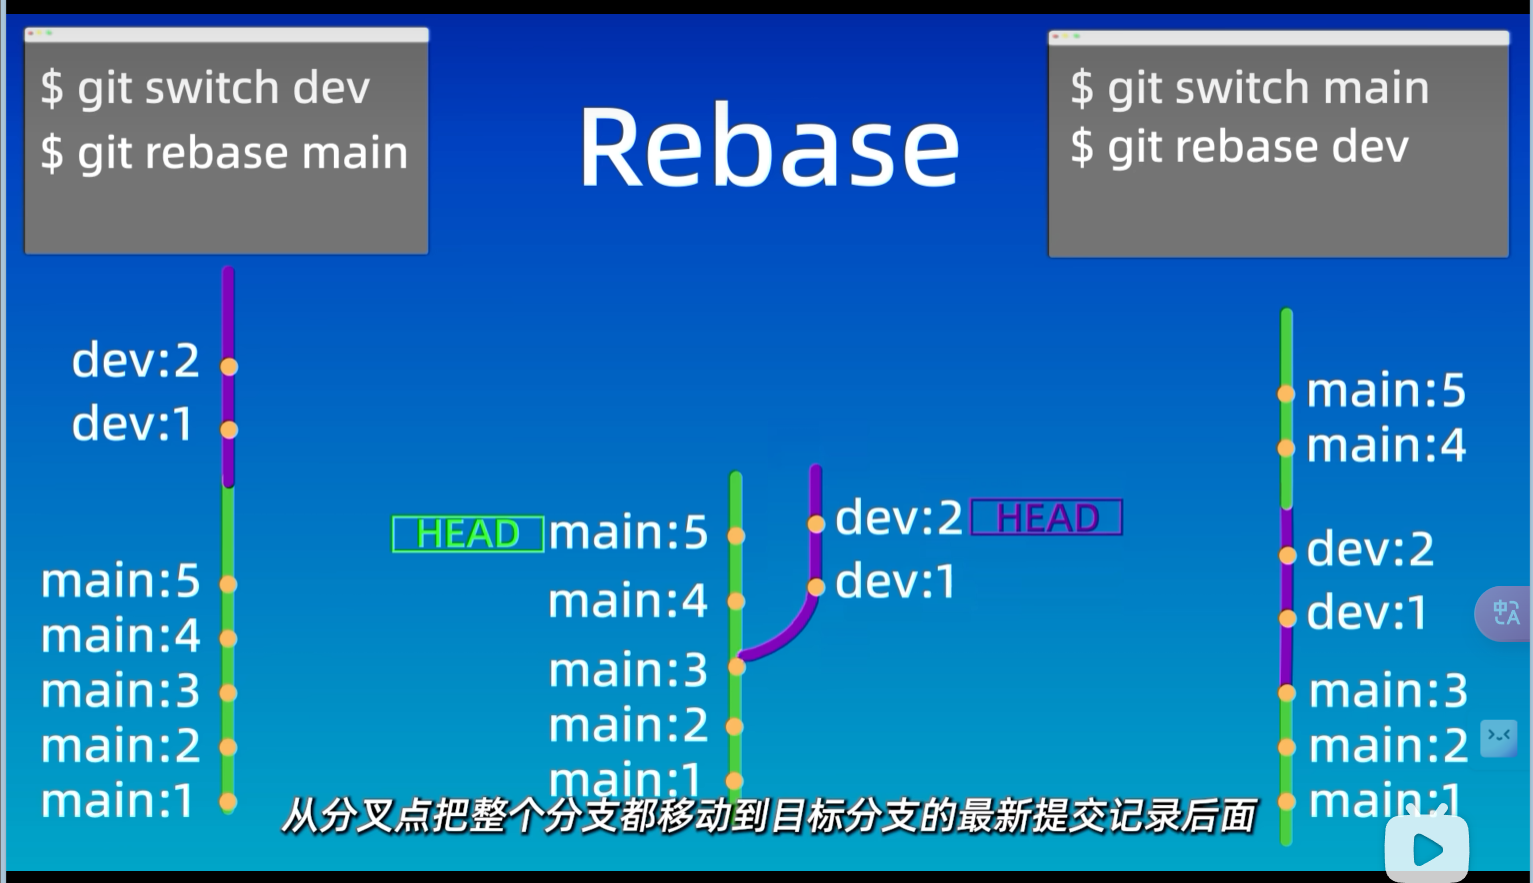 $ git switch dev
$ git rebase main
Rebase
$ git switch main
$ git rebase dev
dev:2
dev:1
main:5
main:4
main:3
main:2
main:1
HEAD main:5
main:4
main:3
main:2
main:1
dev:2 HEAD
dev:1
main:5
main:4
dev:2
dev:1
main:3
main:2
main:1
从分叉点把整个分支都移动到目标分支的最新提交记录后面
中A